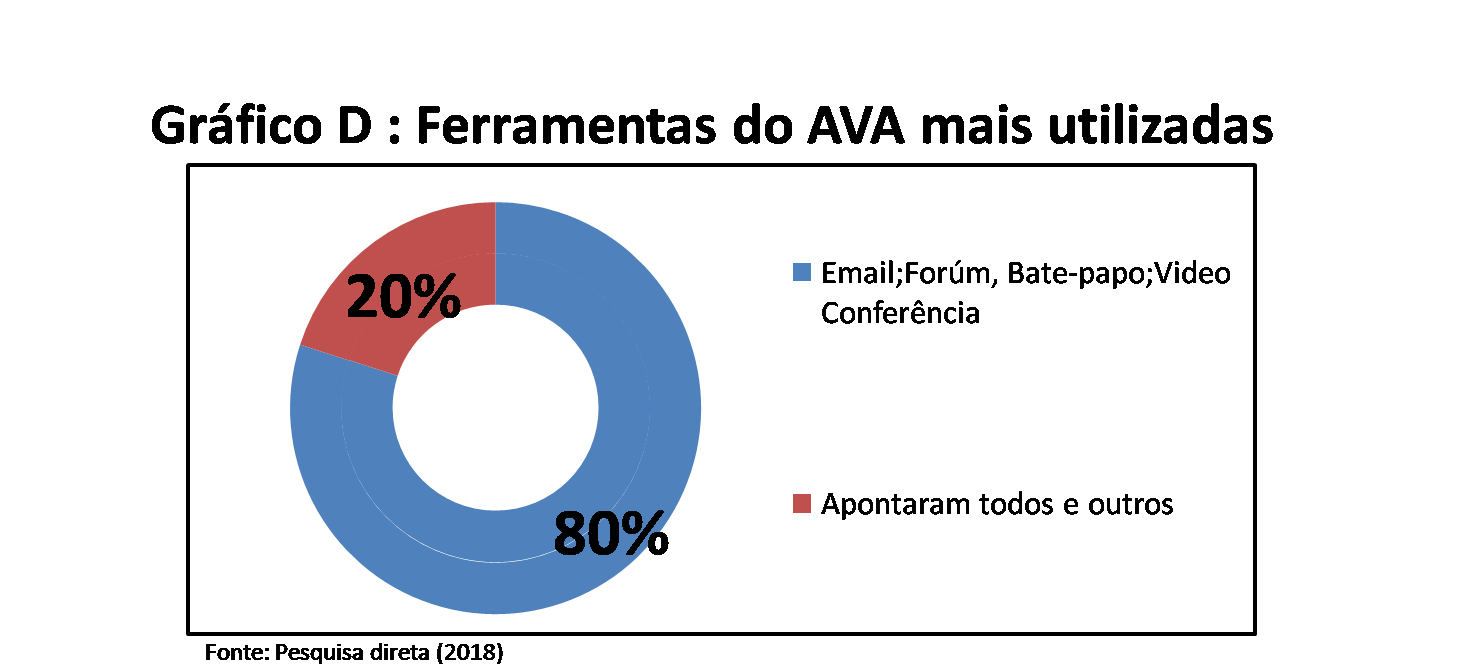 Gráfico D : Ferramentas do AVA mais utilizadas
20%
80%
Email;Forúm, Bate-papo;Video
Conferência
Apontaram todos e outros
Fonte: Pesquisa direta (2018)